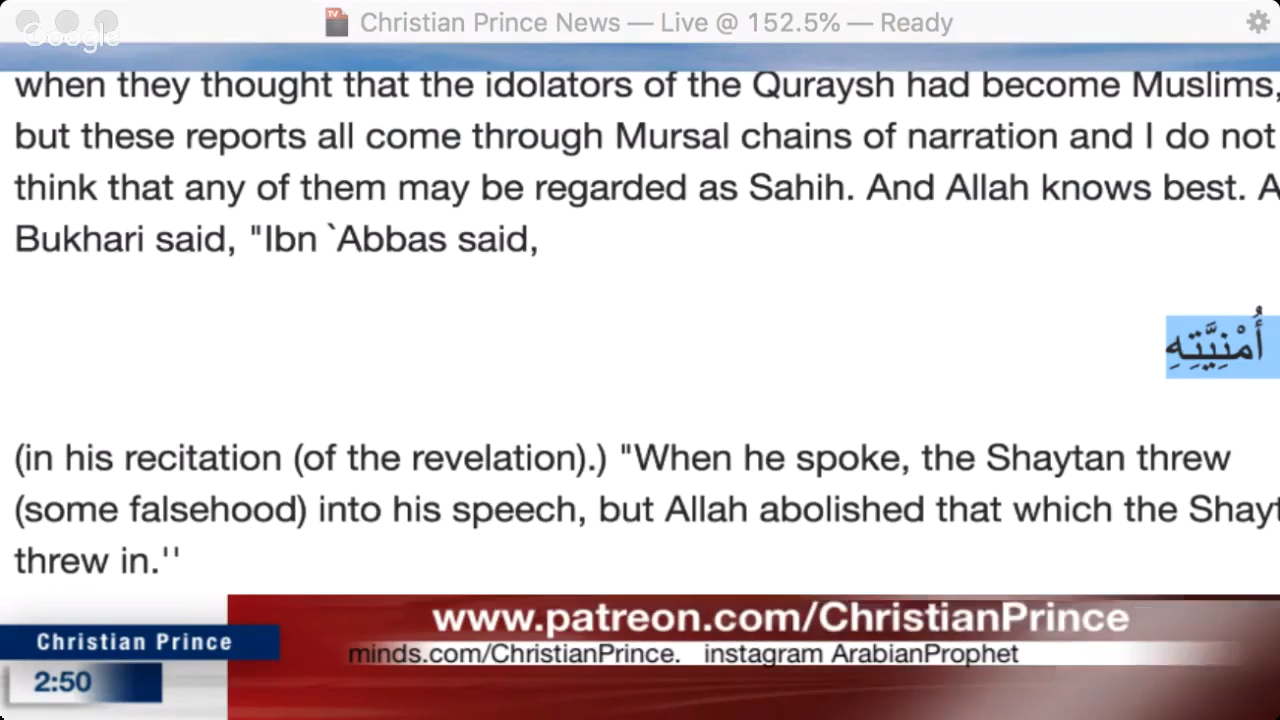 Christian Prince News — Live @ 152.5% — Ready
Google
when they thought that the idolators of the Quraysh had become Muslims,
but these reports all come through Mursal chains of narration and I do not
think that any of them may be regarded as Sahih. And Allah knows best. A
Bukhari said, "Ibn `Abbas said,
أُمْنِيَّتِهِ
(in his recitation (of the revelation).) "When he spoke, the Shaytan threw
(some falsehood) into his speech, but Allah abolished that which the Shayt
threw in.''
www.patreon.com/ChristianPrince
Christian Prince
minds.com/ChristianPrince. instagram ArabianProphet
2:50